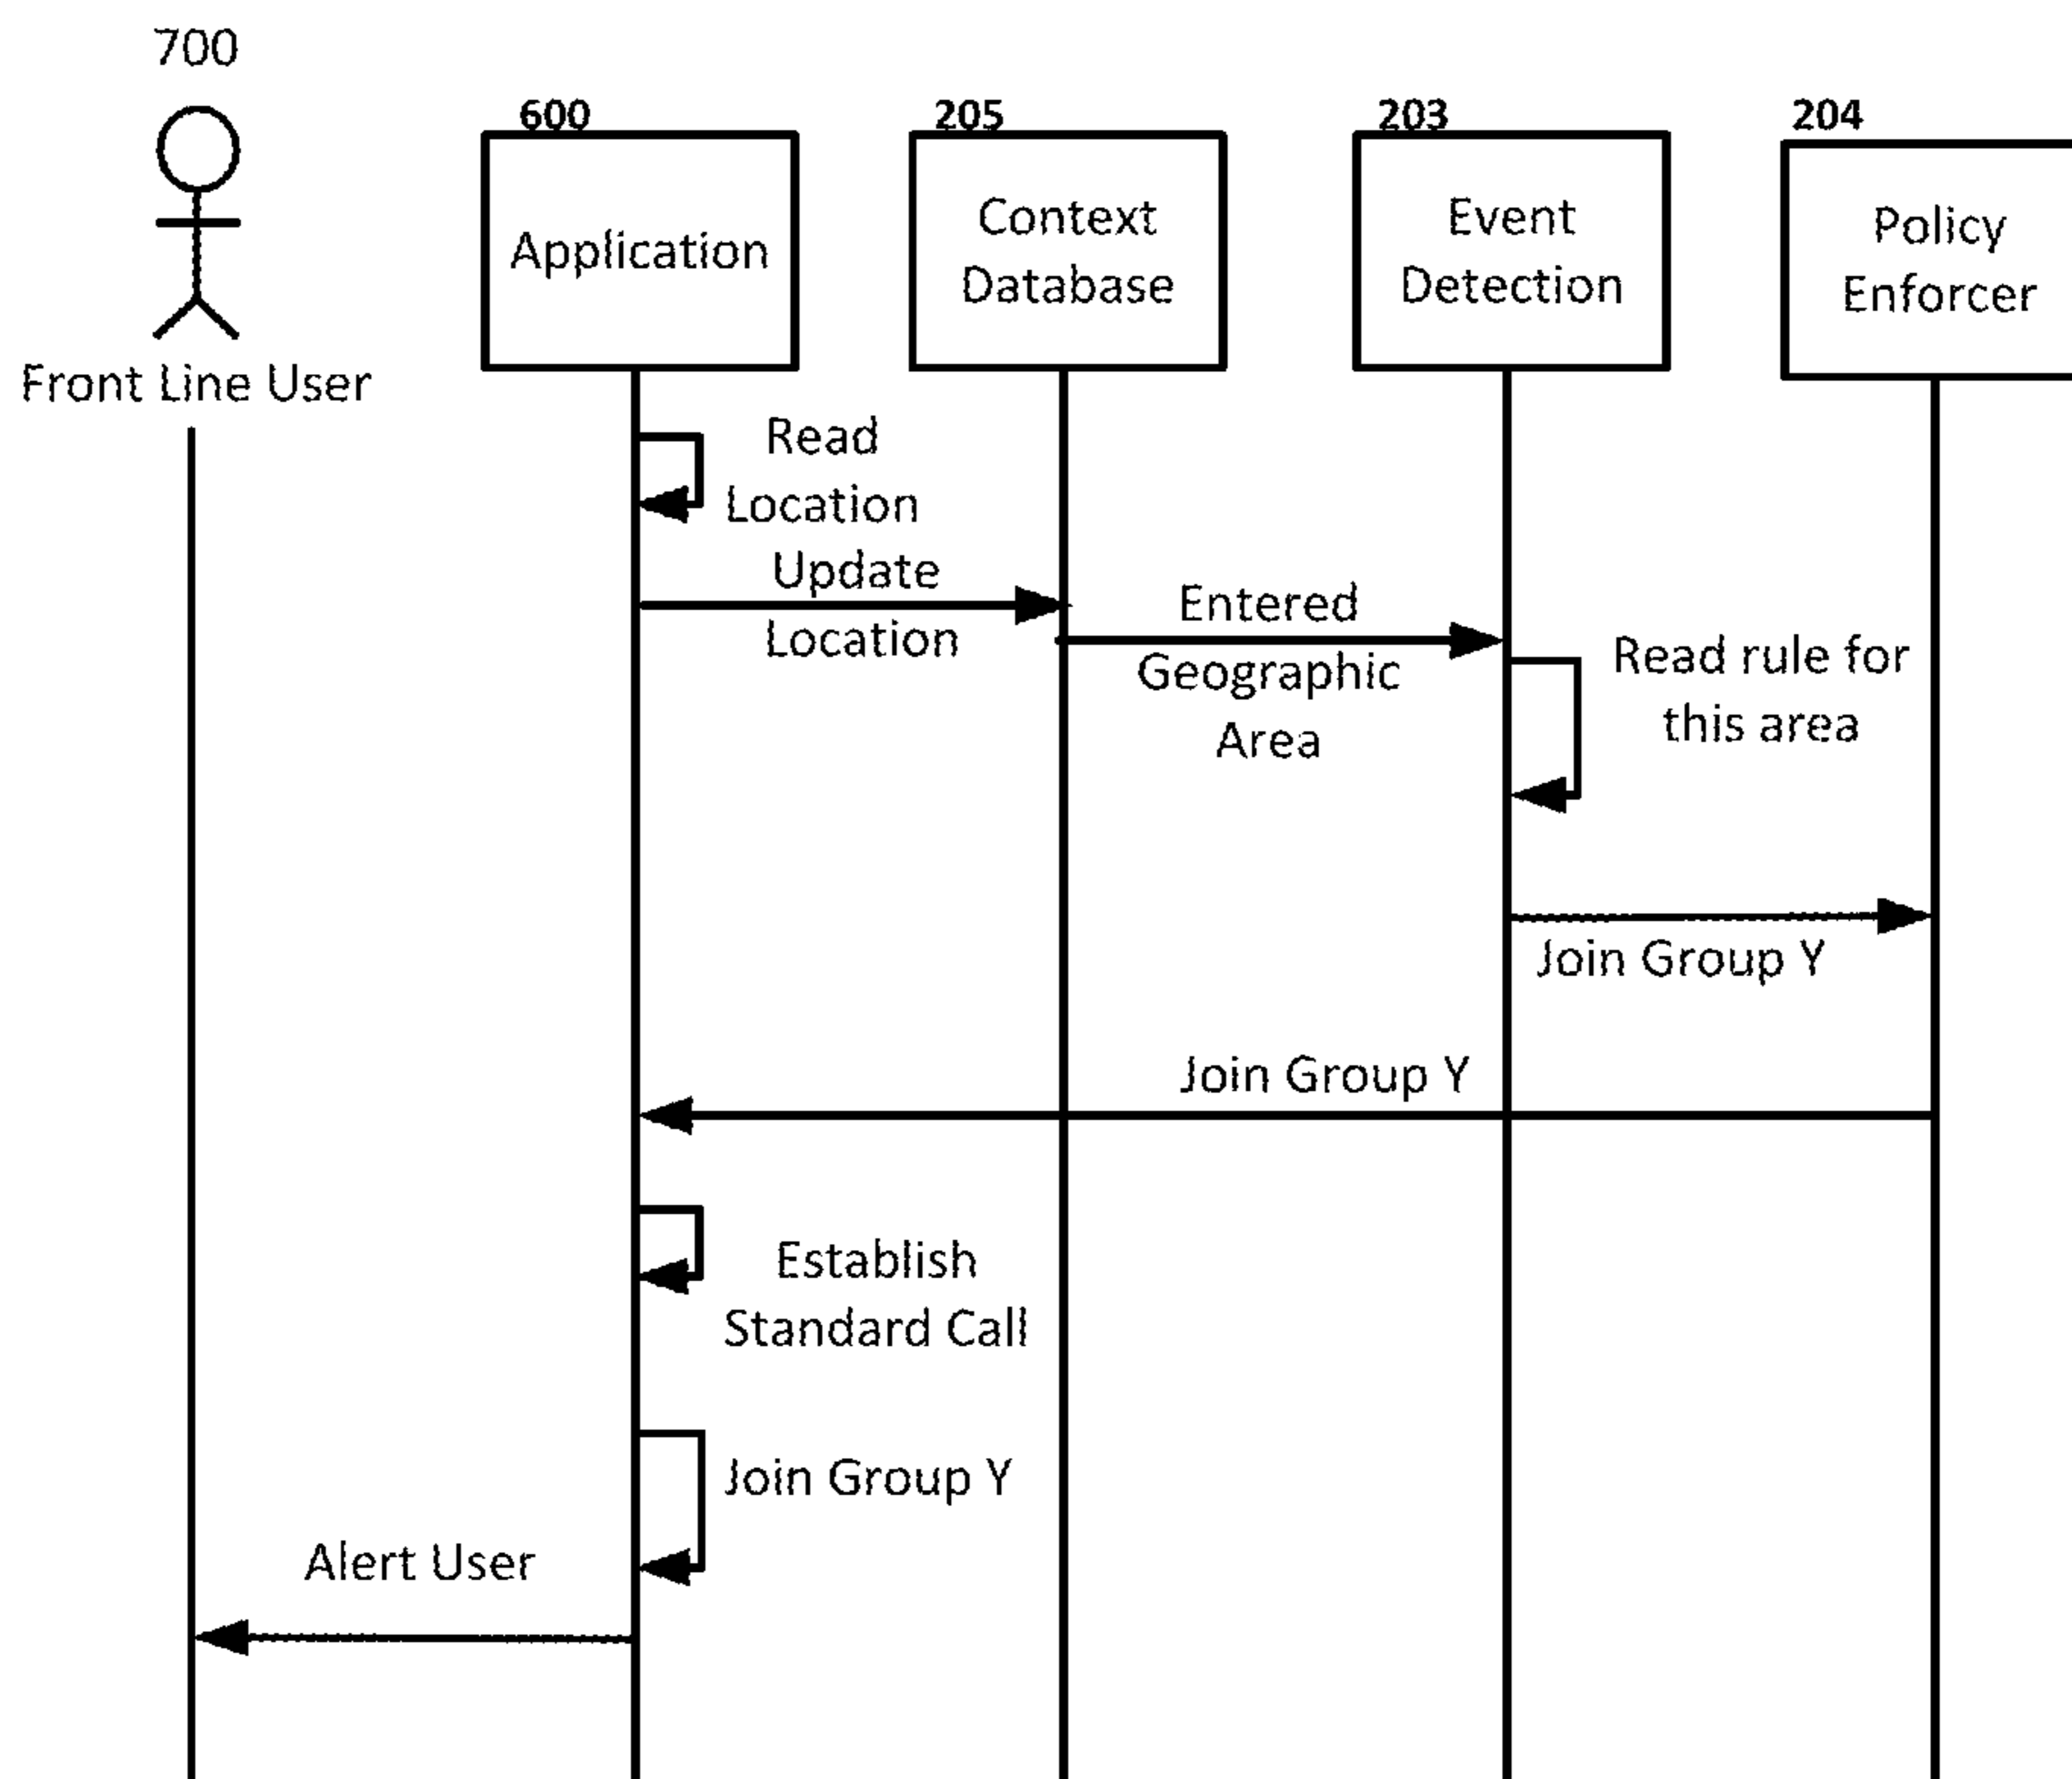 700
600
205
203
204
Application
Context
Database
Event
Detection
Policy
Enforcer
Front Line User
Read
Location
Update
Location
Entered
Geographic
Area
Read rule for
this area
Join Group Y
Join Group Y
Establish
Standard Call
Join Group Y
Alert User